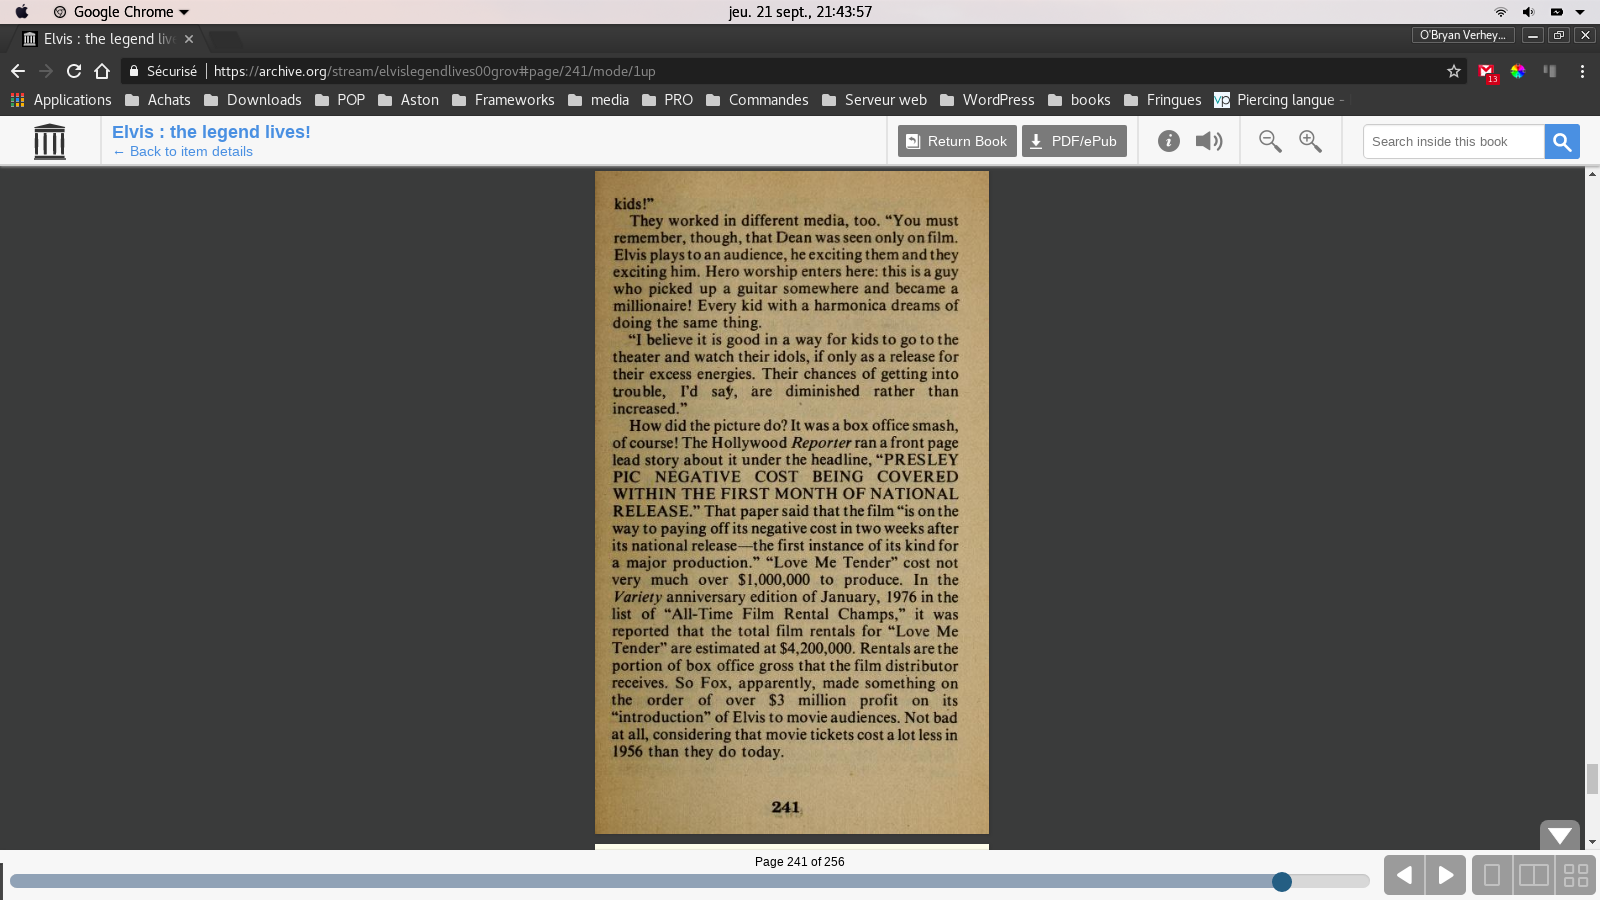 Google Chrome
jeu. 21 sept., 21:43:57
Elvis : the legend liv
O'Bryan Verhey...
Sécurisé
https://archive.org/stream/elvislegendlives00grov#page/241/mode/1up
13
Applications
Achats
Downloads
POP
Aston
Frameworks
media
PRO
Commandes
Serveur web
WordPress
books
Fringues
vp
Piercing langue -
Elvis : the legend lives!
← Back to item details
Return Book
PDF/ePub
Search inside this book
kids!”
They worked in different media, too. “You must
remember, though, that Dean was seen only on film.
Elvis plays to an audience, he exciting them and they
exciting him. Hero worship enters here: this is a guy
who picked up a guitar somewhere and became a
millionaire! Every kid with a harmonica dreams of
doing the same thing.
“I believe it is good in a way for kids to go to the
theater and watch their idols, if only as a release for
their excess energies. Their chances of getting into
trouble, I’d say, are diminished rather than
increased.”
How did the picture do? It was a box office smash,
of course! The Hollywood Reporter ran a front page
lead story about it under the headline, “PRESLEY
PIC NEGATIVE COST BEING COVERED
WITHIN THE FIRST MONTH OF NATIONAL
RELEASE.” That paper said that the film “is on the
way to paying off its negative cost in two weeks after
its national release—the first instance of its kind for
a major production.” “Love Me Tender” cost not
very much over $1,000,000 to produce. In the
Variety anniversary edition of January, 1976 in the
list of “All-Time Film Rental Champs,” it was
reported that the total film rentals for “Love Me
Tender” are estimated at $4,200,000. Rentals are the
portion of box office gross that the film distributor
receives. So Fox, apparently, made something on
the order of over $3 million profit on its
“introduction” of Elvis to movie audiences. Not bad
at all, considering that movie tickets cost a lot less in
1956 than they do today.
241
Page 241 of 256